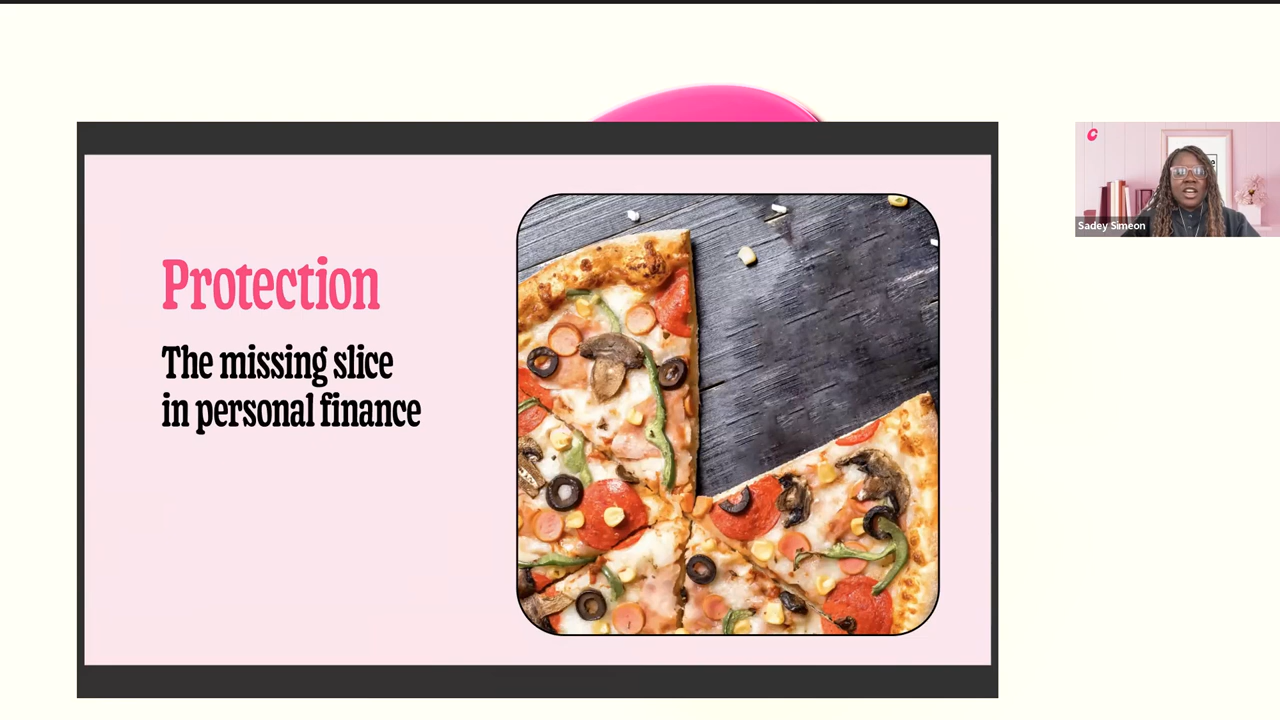 Protection
The missing slice
in personal finance
Sadey Simeon